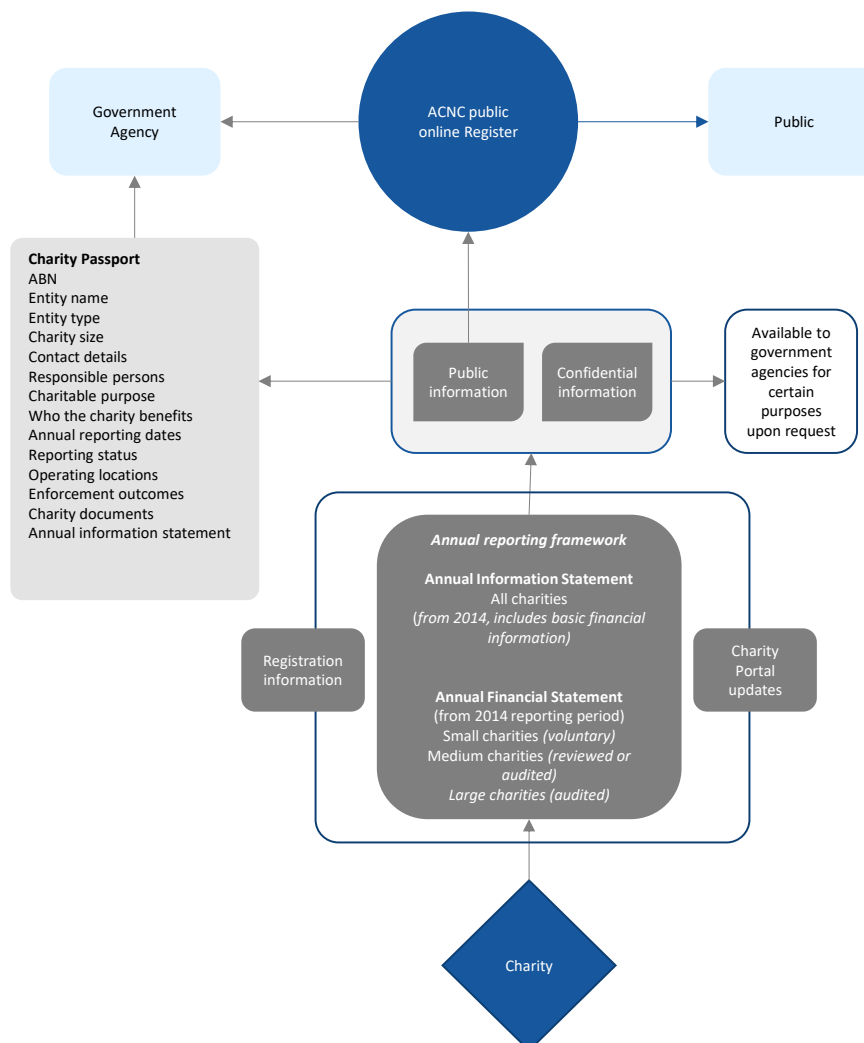 Government
Agency
ACNC public
online Register
Public
Charity Passport
ABN
Entity name
Entity type
Charity size
Contact details
Responsible persons
Charitable purpose
Who the charity benefits
Annual reporting dates
Reporting status
Operating locations
Enforcement outcomes
Charity documents
Annual information statement
Public
information
Confidential
information
Available to
government
agencies for
certain
purposes
upon request
Annual reporting framework
Annual Information Statement
All charities
(from 2014, includes basic financial
information)
Registration
information
Charity
Portal
updates
Annual Financial Statement
(from 2014 reporting period)
Small charities (voluntary)
Medium charities (reviewed or
audited)
Large charities (audited)
Charity